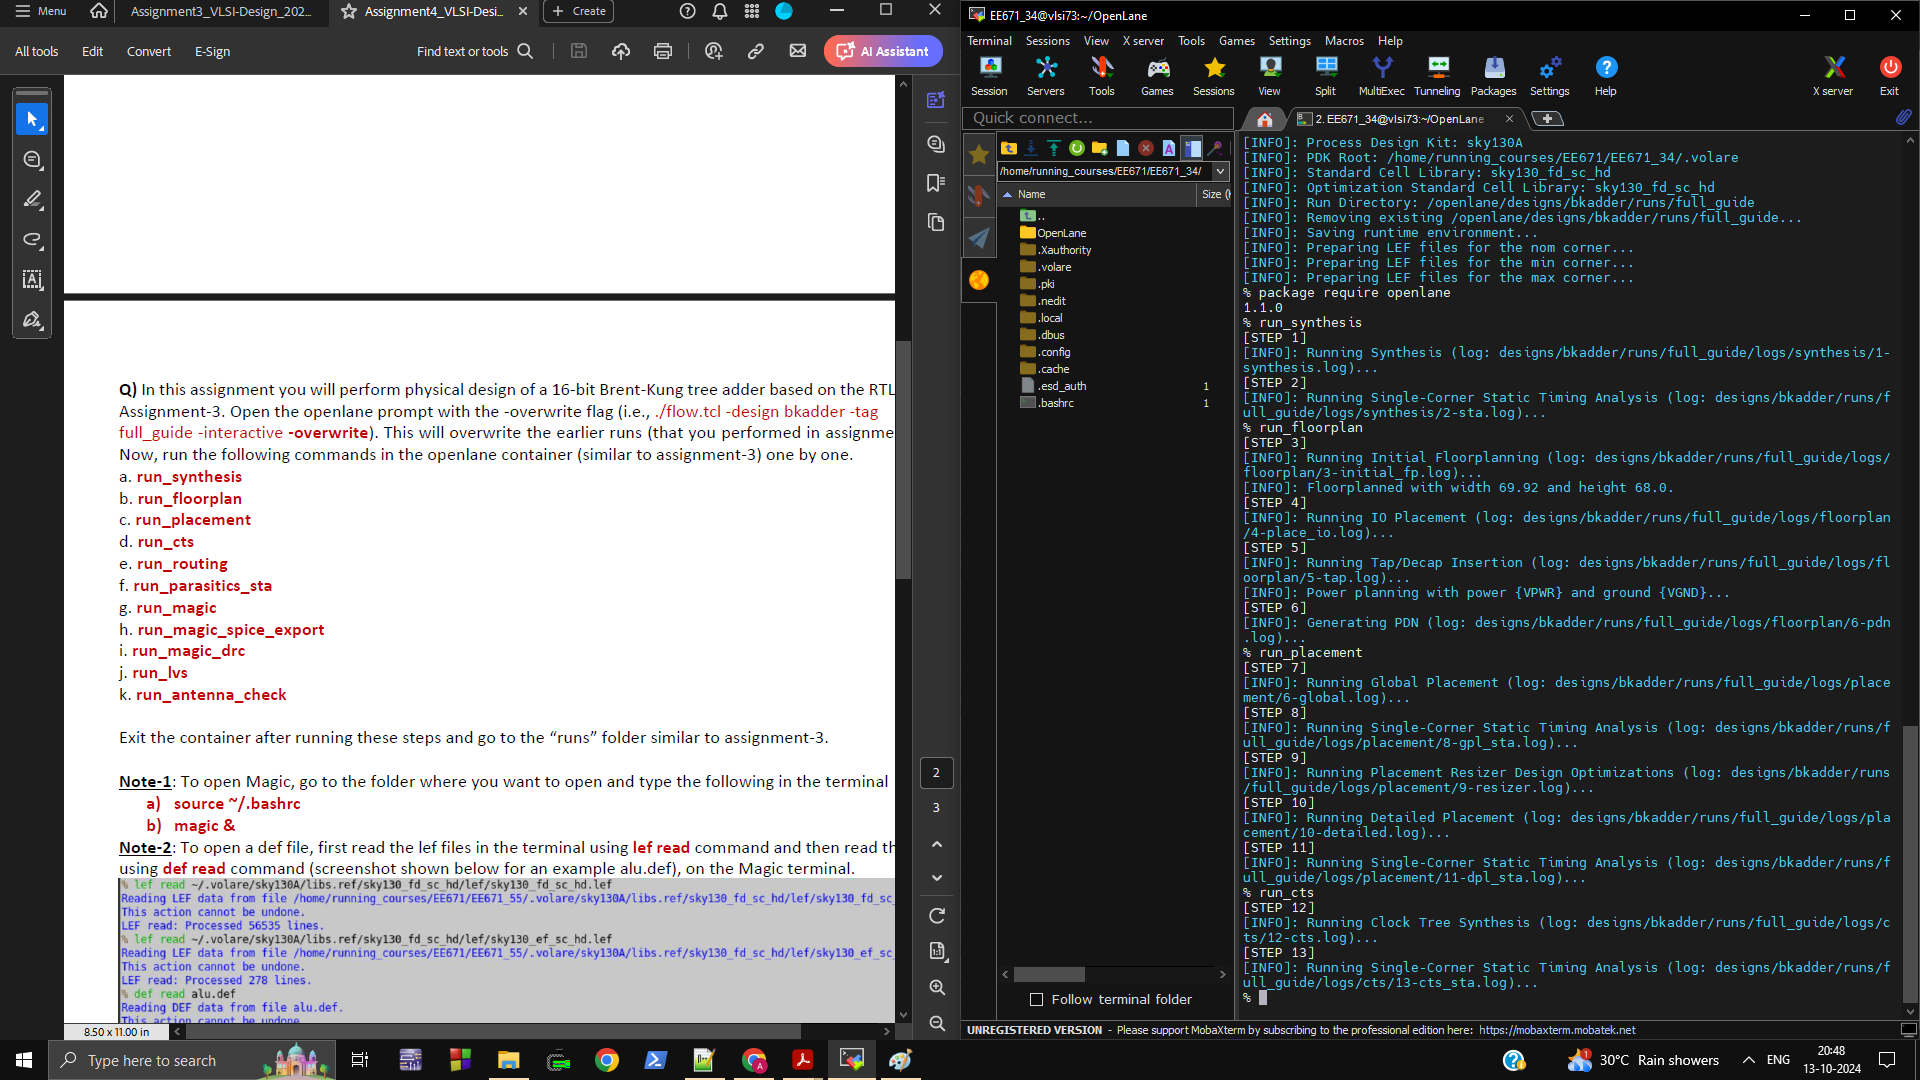 Menu
Assignment3_VLSI-Design_202...
Assignment4_VLSI-Desi...
Create
All tools
Edit
Convert
E-Sign
Find text or tools
AI Assistant
Q) In this assignment you will perform physical design of a 16-bit Brent-Kung tree adder based on the RTL
Assignment-3. Open the openlane prompt with the -overwrite flag (i.e., ./flow.tcl -design bkadder -tag
full_guide -interactive -overwrite). This will overwrite the earlier runs (that you performed in assignme
Now, run the following commands in the openlane container (similar to assignment-3) one by one.
a. run_synthesis
b. run_floorplan
c. run_placement
d. run_cts
e. run_routing
f. run_parasitics_sta
g. run_magic
h. run_magic_spice_export
i. run_magic_drc
j. run_lvs
k. run_antenna_check
Exit the container after running these steps and go to the “runs” folder similar to assignment-3.
Note-1: To open Magic, go to the folder where you want to open and type the following in the terminal
a) source ~/.bashrc
b) magic &
Note-2: To open a def file, first read the lef files in the terminal using lef read command and then read th
using def read command (screenshot shown below for an example alu.def), on the Magic terminal.
% lef read ~/.volare/sky130A/libs.ref/sky130_fd_sc_hd/lef/sky130_fd_sc_hd.lef
Reading LEF data from file /home/running_courses/EE671/EE671_55/.volare/sky130A/libs.ref/sky130_fd_sc_hd/lef/sky130_fd_sc_
This action cannot be undone.
LEF read: Processed 56535 lines.
% lef read ~/.volare/sky130A/libs.ref/sky130_fd_sc_hd/lef/sky130_ef_sc_hd.lef
Reading LEF data from file /home/running_courses/EE671/EE671_55/.volare/sky130A/libs.ref/sky130_fd_sc_hd/lef/sky130_ef_sc_
This action cannot be undone.
LEF read: Processed 278 lines.
% def read alu.def
Reading DEF data from file alu.def.
This action cannot be undone
8.50 x 11.00 in
2
3
EE671_34@vlsi73:~/OpenLane
Terminal Sessions View X server Tools Games Settings Macros Help
Session Servers Tools Games Sessions View Split MultiExec Tunneling Packages Settings Help X server Exit
Quick connect...
2. EE671_34@vlsi73:~/OpenLane
/home/running_courses/EE671/EE671_34/
Name Size (
..
OpenLane
.Xauthority
.volare
.pki
.nedit
.local
.dbus
.config
.cache
.esd_auth 1
.bashrc 1
Follow terminal folder
[INFO]: Process Design Kit: sky130A
[INFO]: PDK Root: /home/running_courses/EE671/EE671_34/.volare
[INFO]: Standard Cell Library: sky130_fd_sc_hd
[INFO]: Optimization Standard Cell Library: sky130_fd_sc_hd
[INFO]: Run Directory: /openlane/designs/bkadder/runs/full_guide
[INFO]: Removing existing /openlane/designs/bkadder/runs/full_guide...
[INFO]: Saving runtime environment...
[INFO]: Preparing LEF files for the nom corner...
[INFO]: Preparing LEF files for the min corner...
[INFO]: Preparing LEF files for the max corner...
% package require openlane
1.1.0
% run_synthesis
[STEP 1]
[INFO]: Running Synthesis (log: designs/bkadder/runs/full_guide/logs/synthesis/1-
synthesis.log)...
[STEP 2]
[INFO]: Running Single-Corner Static Timing Analysis (log: designs/bkadder/runs/f
ull_guide/logs/synthesis/2-sta.log)...
% run_floorplan
[STEP 3]
[INFO]: Running Initial Floorplanning (log: designs/bkadder/runs/full_guide/logs/
floorplan/3-initial_fp.log)...
[INFO]: Floorplanned with width 69.92 and height 68.0.
[STEP 4]
[INFO]: Running IO Placement (log: designs/bkadder/runs/full_guide/logs/floorplan
/4-place_io.log)...
[STEP 5]
[INFO]: Running Tap/Decap Insertion (log: designs/bkadder/runs/full_guide/logs/fl
oorplan/5-tap.log)...
[INFO]: Power planning with power {VPWR} and ground {VGND}...
[STEP 6]
[INFO]: Generating PDN (log: designs/bkadder/runs/full_guide/logs/floorplan/6-pdn
.log)...
% run_placement
[STEP 7]
[INFO]: Running Global Placement (log: designs/bkadder/runs/full_guide/logs/place
ment/6-global.log)...
[STEP 8]
[INFO]: Running Single-Corner Static Timing Analysis (log: designs/bkadder/runs/f
ull_guide/logs/placement/8-gpl_sta.log)...
[STEP 9]
[INFO]: Running Placement Resizer Design Optimizations (log: designs/bkadder/runs
/full_guide/logs/placement/9-resizer.log)...
[STEP 10]
[INFO]: Running Detailed Placement (log: designs/bkadder/runs/full_guide/logs/pla
cement/10-detailed.log)...
[STEP 11]
[INFO]: Running Single-Corner Static Timing Analysis (log: designs/bkadder/runs/f
ull_guide/logs/placement/11-dpl_sta.log)...
% run_cts
[STEP 12]
[INFO]: Running Clock Tree Synthesis (log: designs/bkadder/runs/full_guide/logs/c
ts/12-cts.log)...
[STEP 13]
[INFO]: Running Single-Corner Static Timing Analysis (log: designs/bkadder/runs/f
ull_guide/logs/cts/13-cts_sta.log)...
%
UNREGISTERED VERSION - Please support MobaXterm by subscribing to the professional edition here: https://mobaxterm.mobatek.net
Type here to search
30°C Rain showers
ENG
20:48
13-10-2024